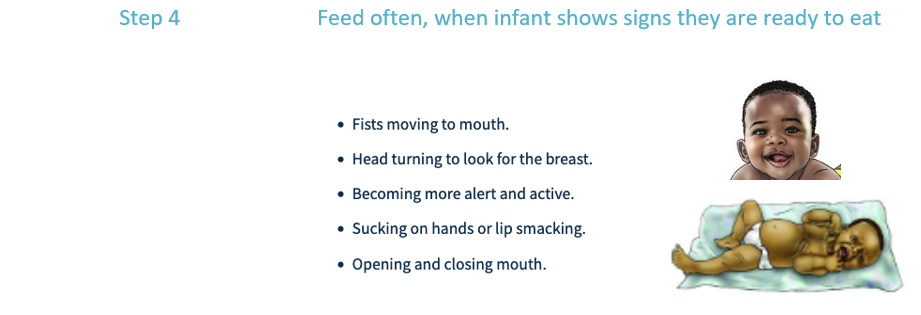 Step 4
Feed often, when infant shows signs they are ready to eat
• Fists moving to mouth.
• Head turning to look for the breast.
• Becoming more alert and active.
• Sucking on hands or lip smacking.
• Opening and closing mouth.